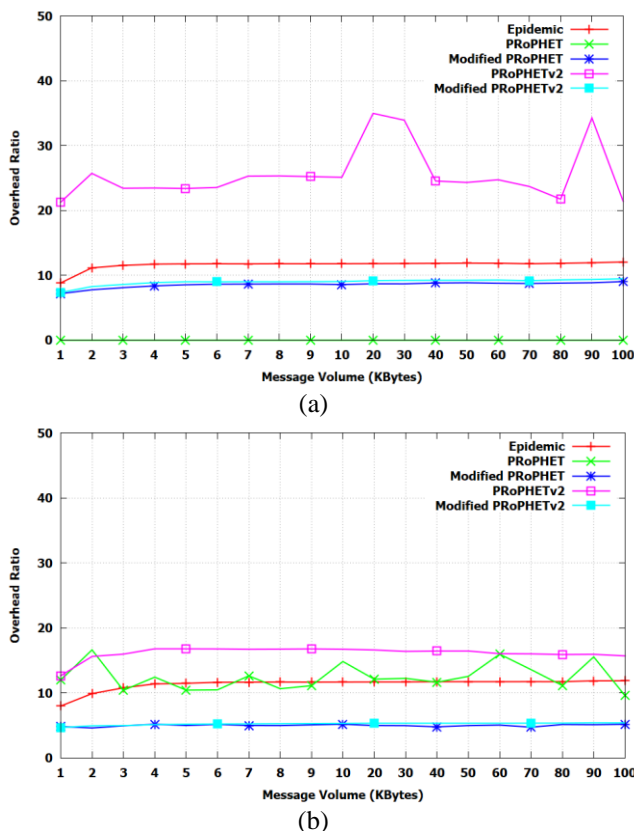 50
40
30
20
10
0
Overhead Ratio
Epidemic
PRoPHET
Modified PRoPHET
PRoPHETv2
Modified PRoPHETv2
1 2 3 4 5 6 7 8 9 10 20 30 40 50 60 70 80 90 100
Message Volume (KBytes)
(a)
50
40
30
20
10
0
Overhead Ratio
Epidemic
PRoPHET
Modified PRoPHET
PRoPHETv2
Modified PRoPHETv2
1 2 3 4 5 6 7 8 9 10 20 30 40 50 60 70 80 90 100
Message Volume (KBytes)
(b)